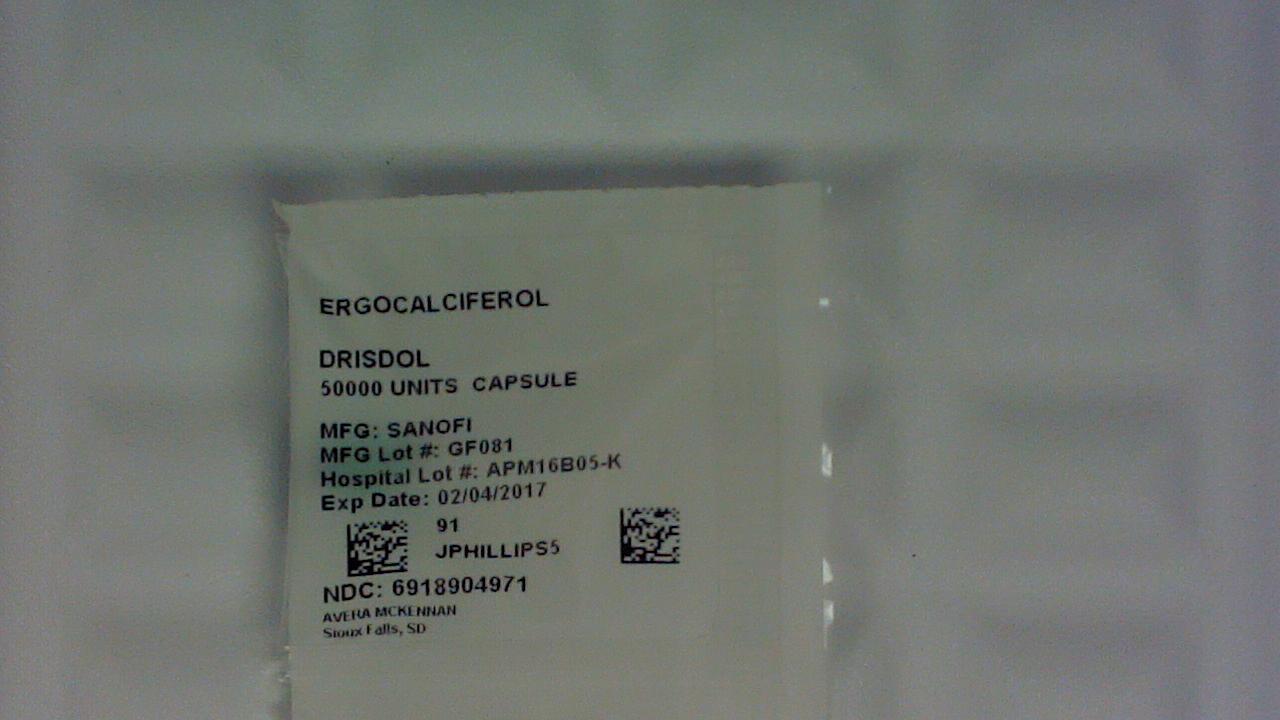 ERGOCALCIFEROL
DRISDOL
50000 UNITS CAPSULE
MFG: SANOFI
MFG Lot #: GF081
Hospital Lot #: APM16B05-K
Exp Date: 02/04/2017
91
JPHILLIPS5
NDC: 6918904971
AVERA MCKENNAN
Sioux Falls, SD